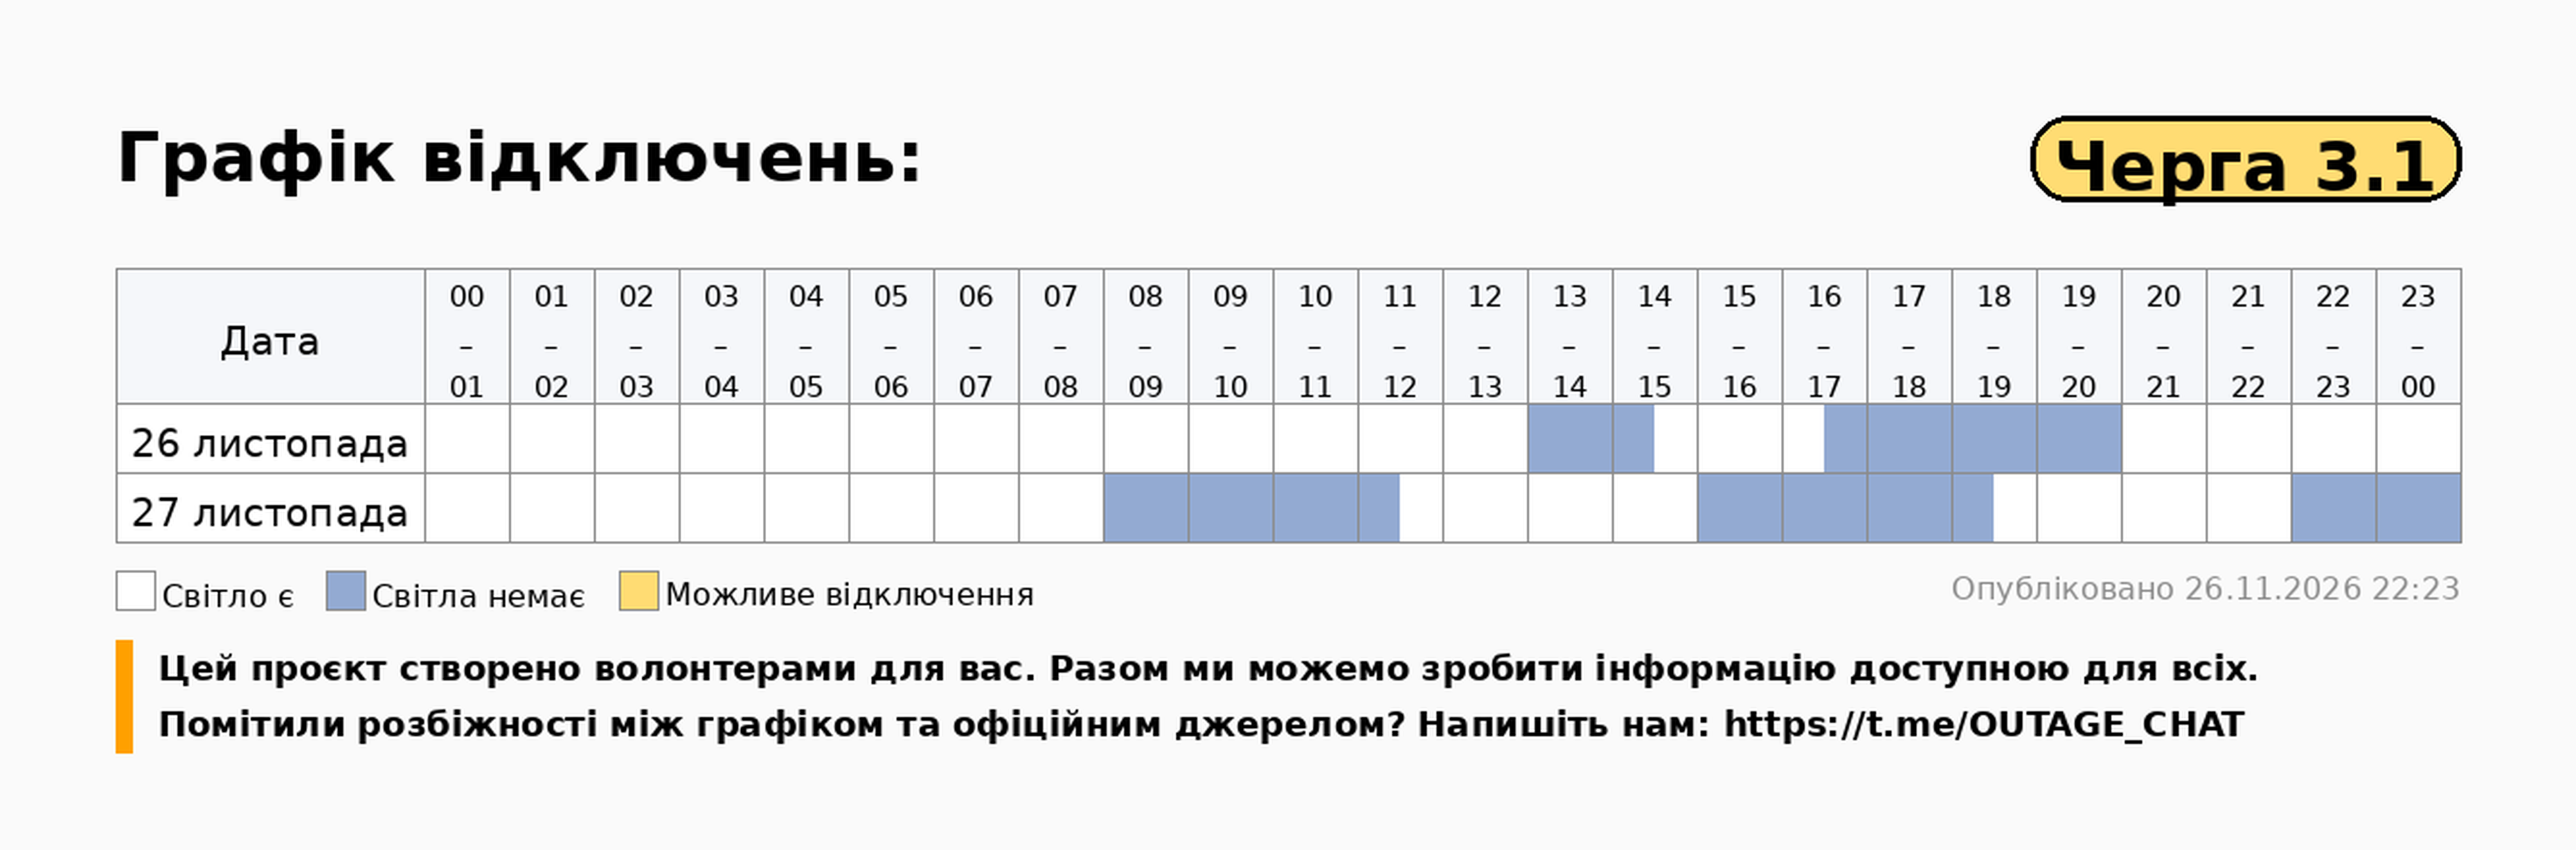 Графік відключень:
Черга 3.1
Дата 00 – 01 01 – 02 02 – 03 03 – 04 04 – 05 05 – 06 06 – 07 07 – 08 08 – 09 09 – 10 10 – 11 11 – 12 12 – 13 13 – 14 14 – 15 15 – 16 16 – 17 17 – 18 18 – 19 19 – 20 20 – 21 21 – 22 22 – 23 23 – 00
26 листопада
27 листопада
Світло є Світла немає Можливе відключення
Опубліковано 26.11.2026 22:23
Цей проєкт створено волонтерами для вас. Разом ми можемо зробити інформацію доступною для всіх.
Помітили розбіжності між графіком та офіційним джерелом? Напишіть нам: https://t.me/OUTAGE_CHAT